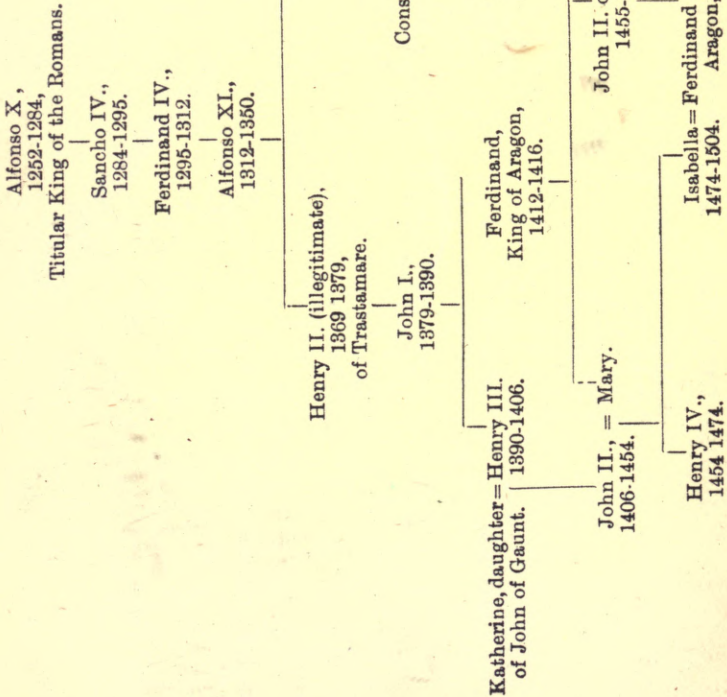 Alfonso X,
1252-1284,
Titular King of the Romans.
Sancho IV.,
1284-1295.
Ferdinand IV.,
1295-1312.
Alfonso XI.,
1312-1350.
Henry II. (illegitimate),
1369 1379,
of Trastamare.
Cons
John I.,
1379-1390.
Katherine, daughter = Henry III.
of John of Gaunt. 1390-1406.
Ferdinand,
King of Aragon,
1412-1416.
John II., = Mary.
1406-1454.
John II.
1455-
Henry IV.,
1454 1474.
Isabella = Ferdinand
1474-1504. Aragon,